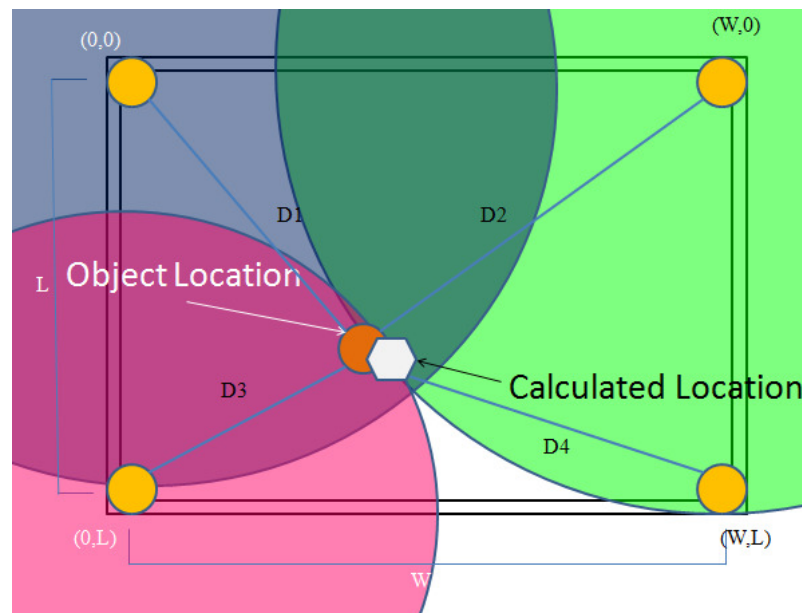 (0,0)
(W,0)
D1
D2
Object Location
L
D3
Calculated Location
D4
(0,L)
(W,L)
W